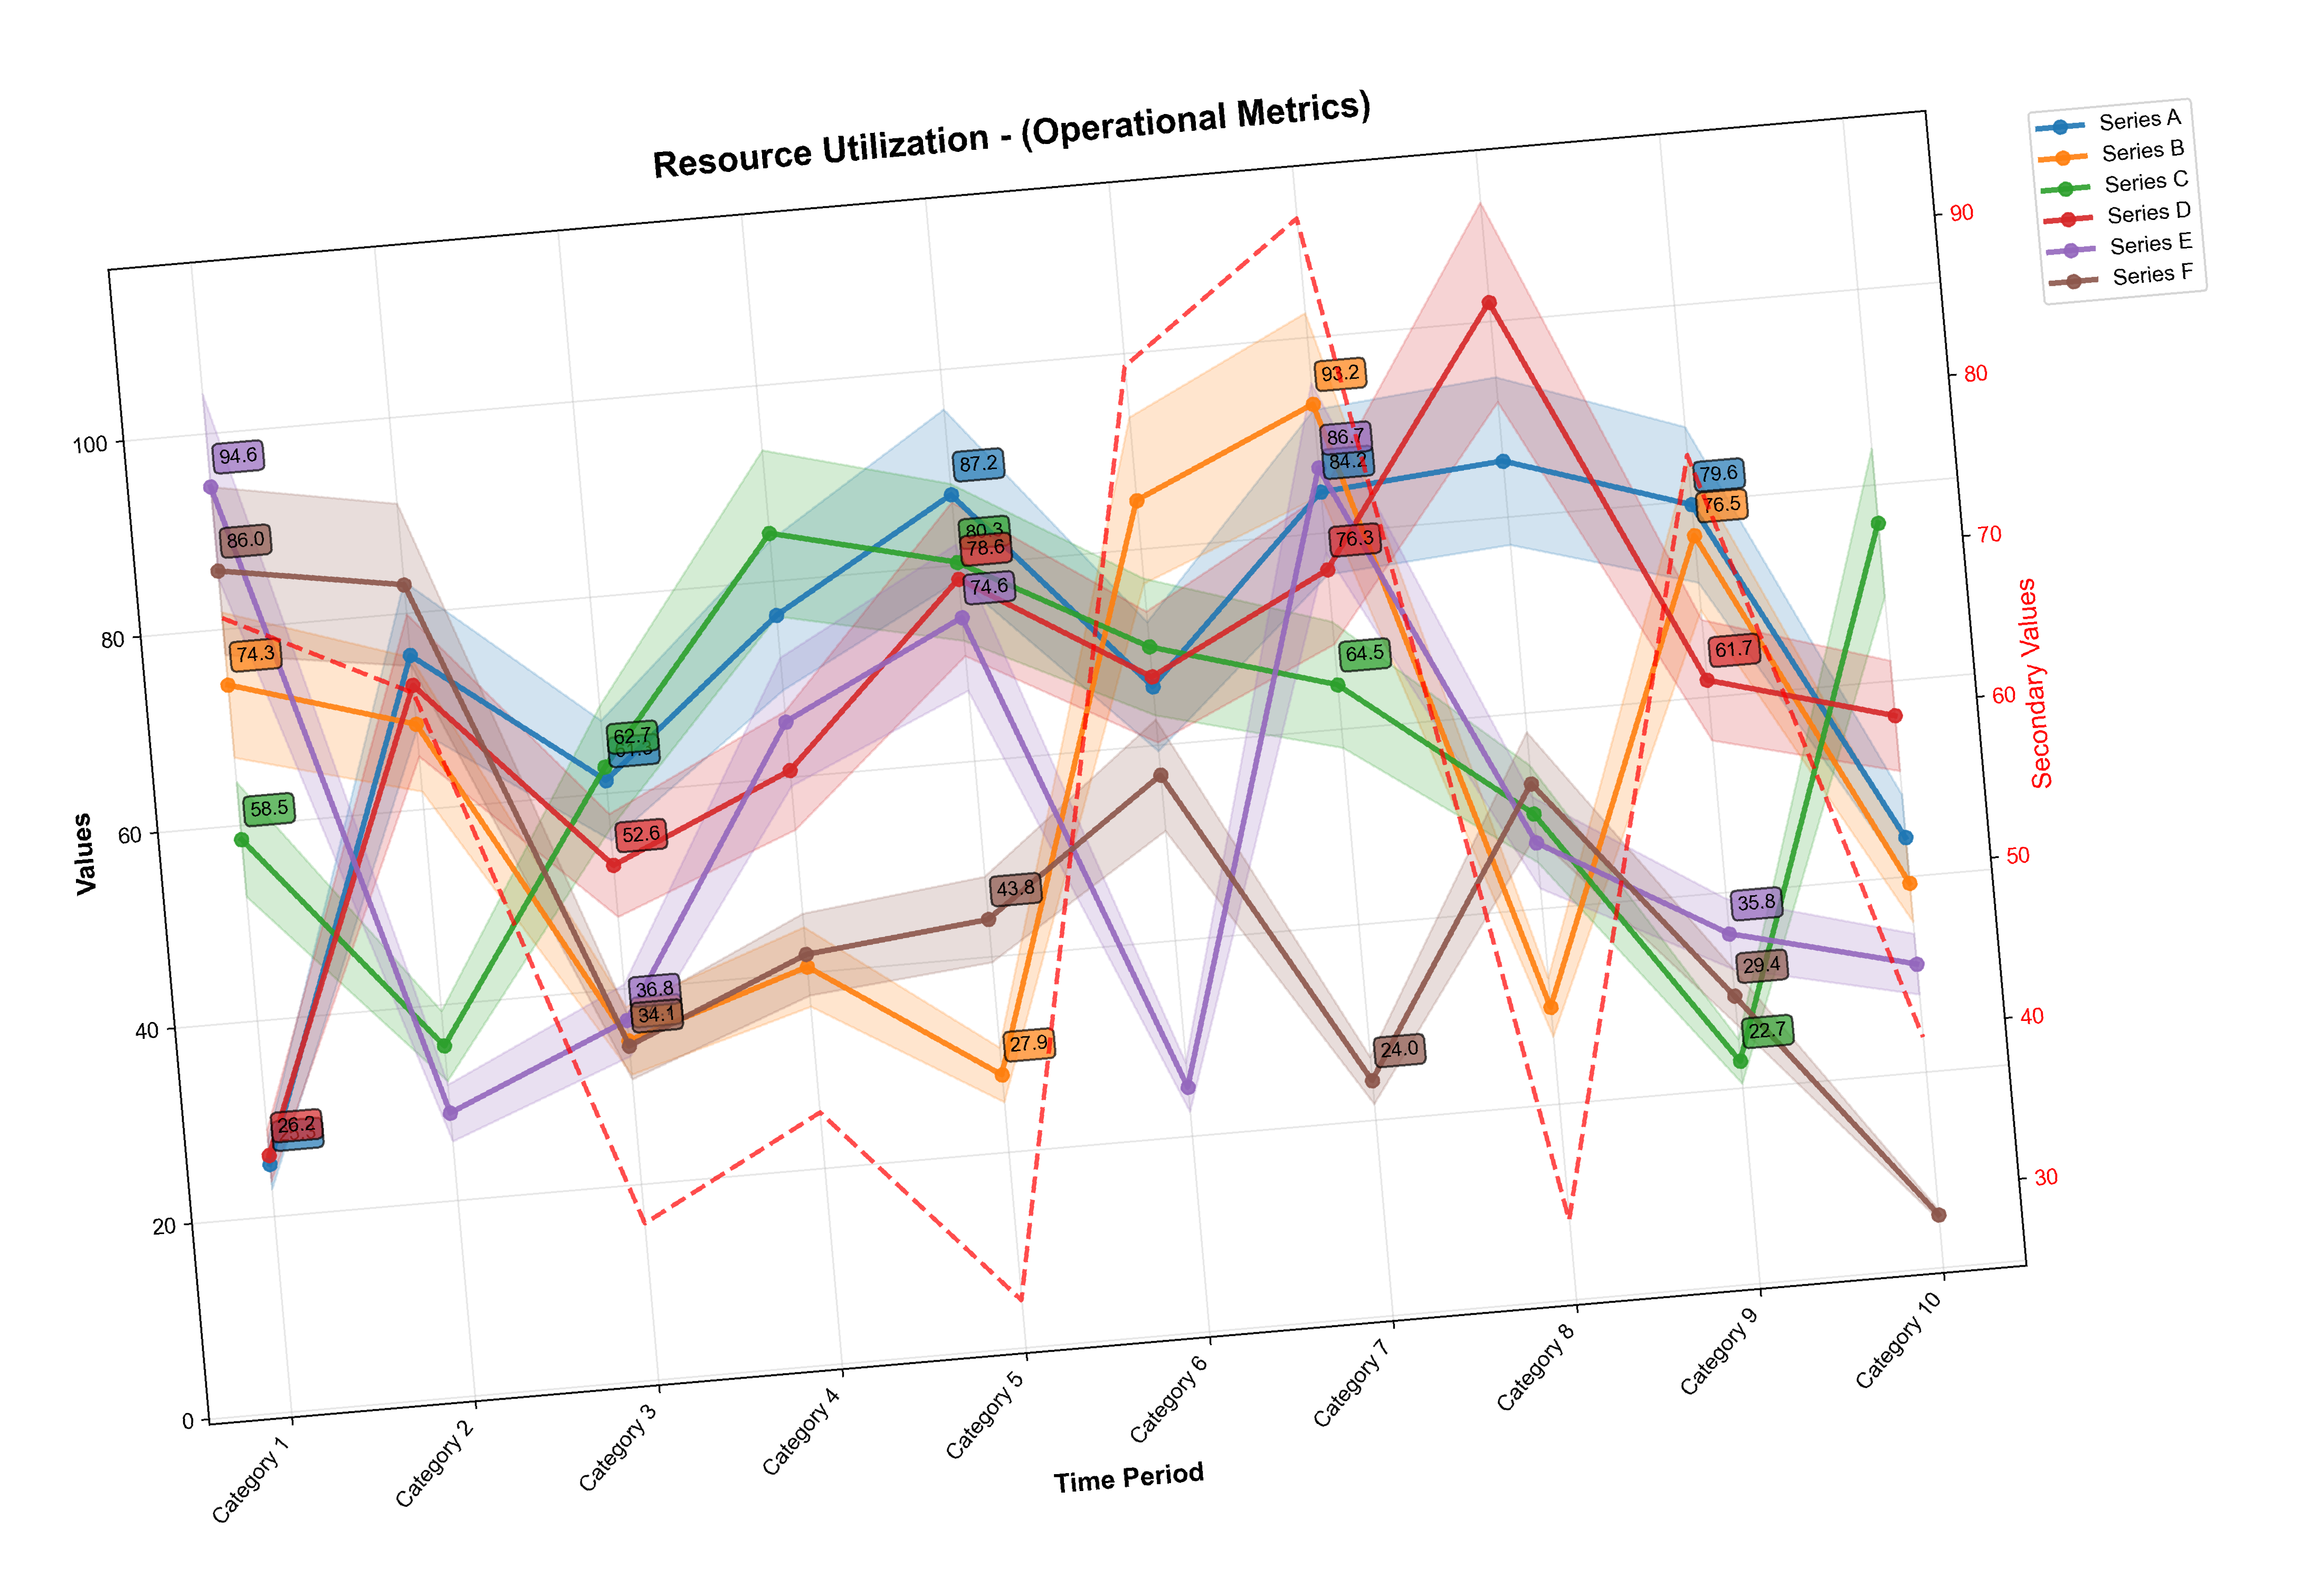 Resource Utilization - (Operational Metrics)
Series A
Series B
Series C
Series D
Series E
Series F
Values
100
80
60
40
20
0
94.6
86.0
74.3
58.5
26.2
62.7
52.6
36.8
34.1
87.2
80.3
78.6
74.6
43.8
27.9
93.2
86.7
84.2
76.3
64.5
24.0
79.6
76.5
61.7
35.8
29.4
22.7
90
80
70
60
50
40
30
Secondary Values
Category 1
Category 2
Category 3
Category 4
Category 5
Category 6
Category 7
Category 8
Category 9
Category 10
Time Period